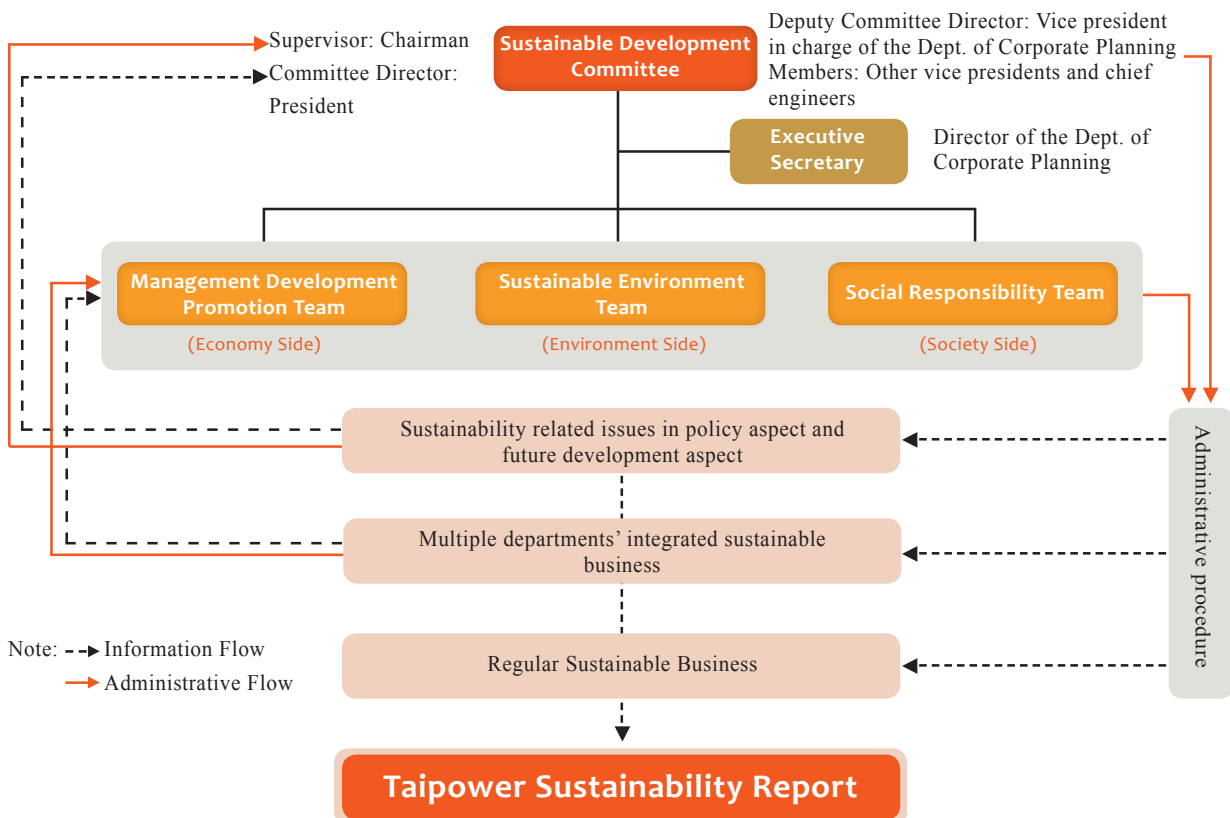 Supervisor: Chairman
Committee Director:
President
Sustainable Development
Committee
Deputy Committee Director: Vice president
in charge of the Dept. of Corporate Planning
Members: Other vice presidents and chief
engineers
Executive
Secretary
Director of the Dept. of
Corporate Planning
Management Development
Promotion Team
(Economy Side)
Sustainable Environment
Team
(Environment Side)
Social Responsibility Team
(Society Side)
Sustainability related issues in policy aspect and
future development aspect
Multiple departments’ integrated sustainable
business
Regular Sustainable Business
Administrative procedure
Note: Information Flow
Administrative Flow
Taipower Sustainability Report